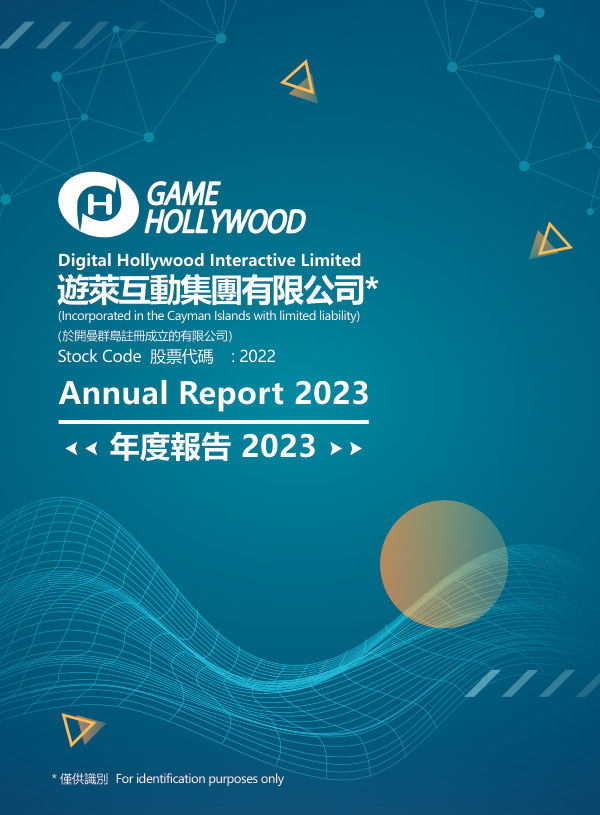 GAME
HOLLYWOOD
Digital Hollywood Interactive Limited
遊萊互動集團有限公司*
(Incorporated in the Cayman Islands with limited liability)
(於開曼群島註冊成立的有限公司)
Stock Code 股票代碼 : 2022
Annual Report 2023
年度報告 2023
* 僅供識別 For identification purposes only